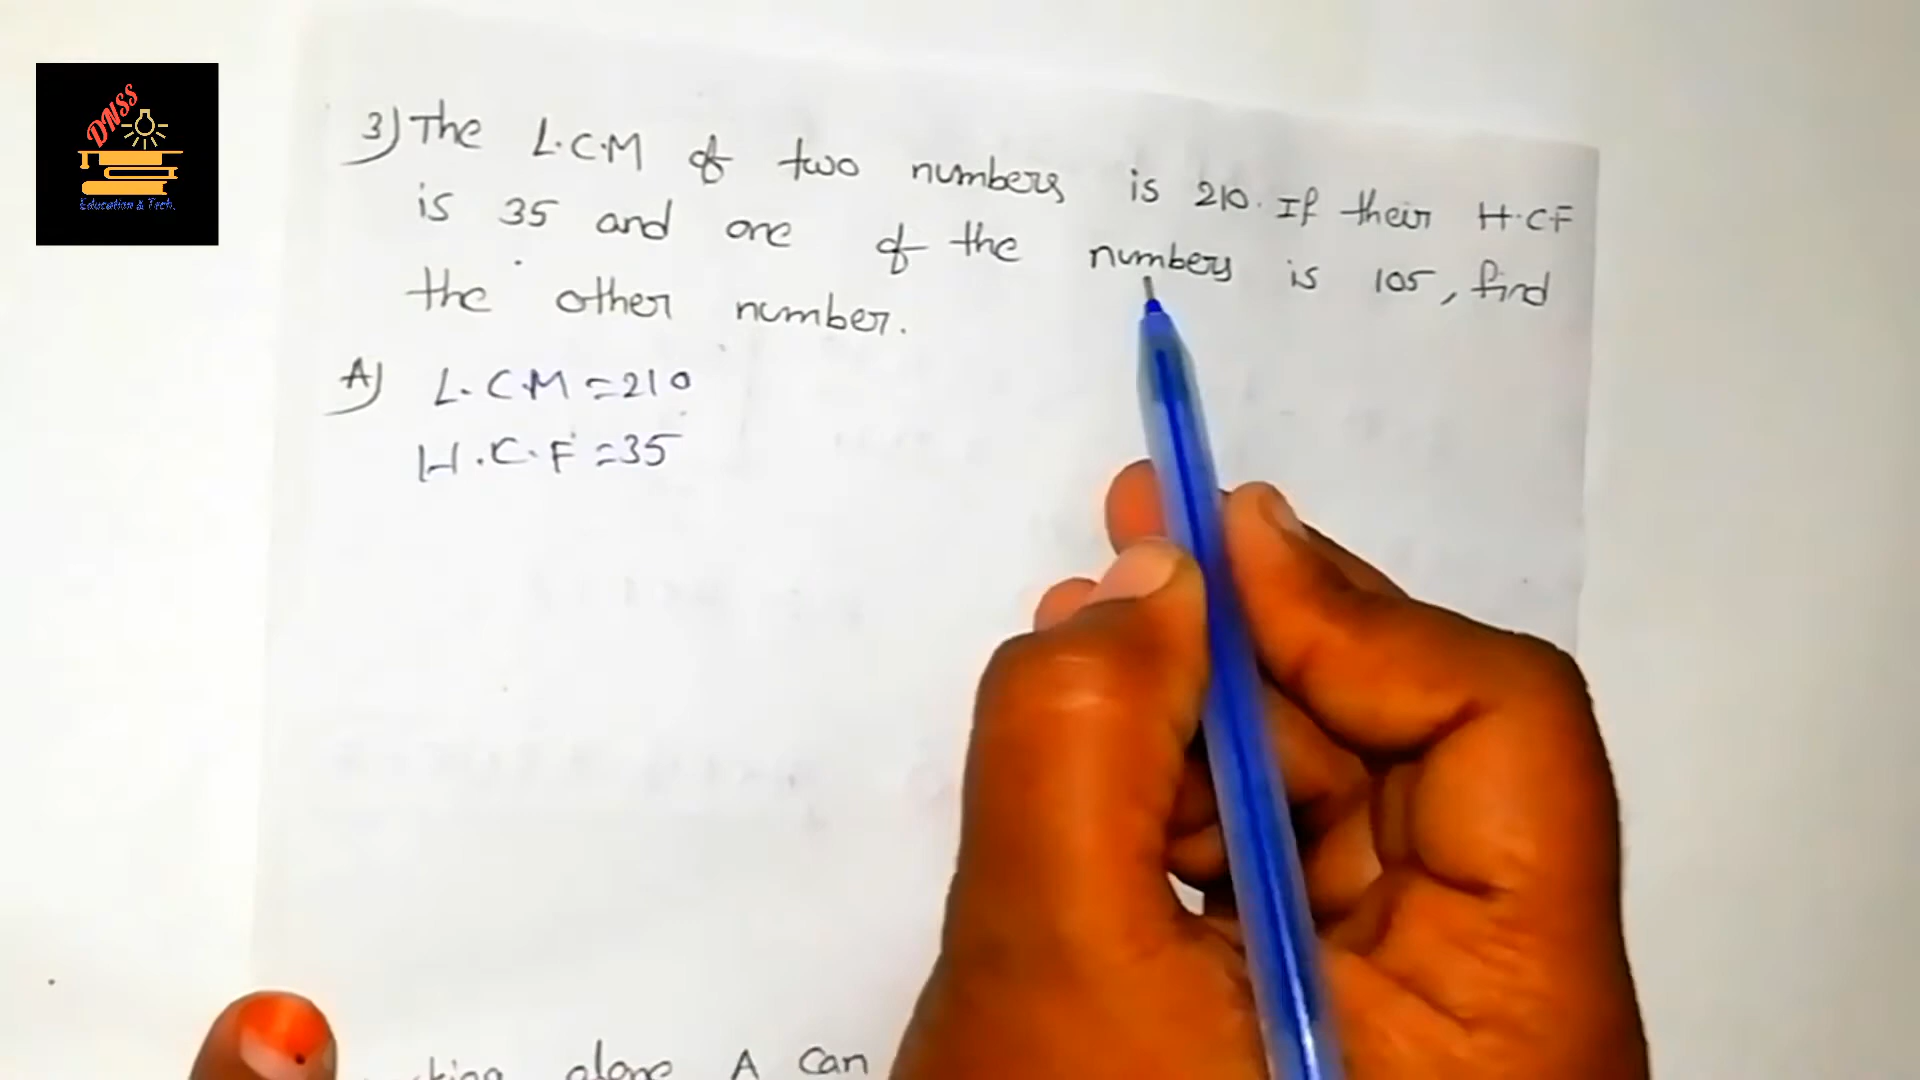 DNSS
Education & Tech.
3) The L.C.M of two numbers is 210. If their H.C.F
is 35 and one of the numbers is 105, find
the other number.
A) L.C.M = 210
H.C.F = 35
alone A can